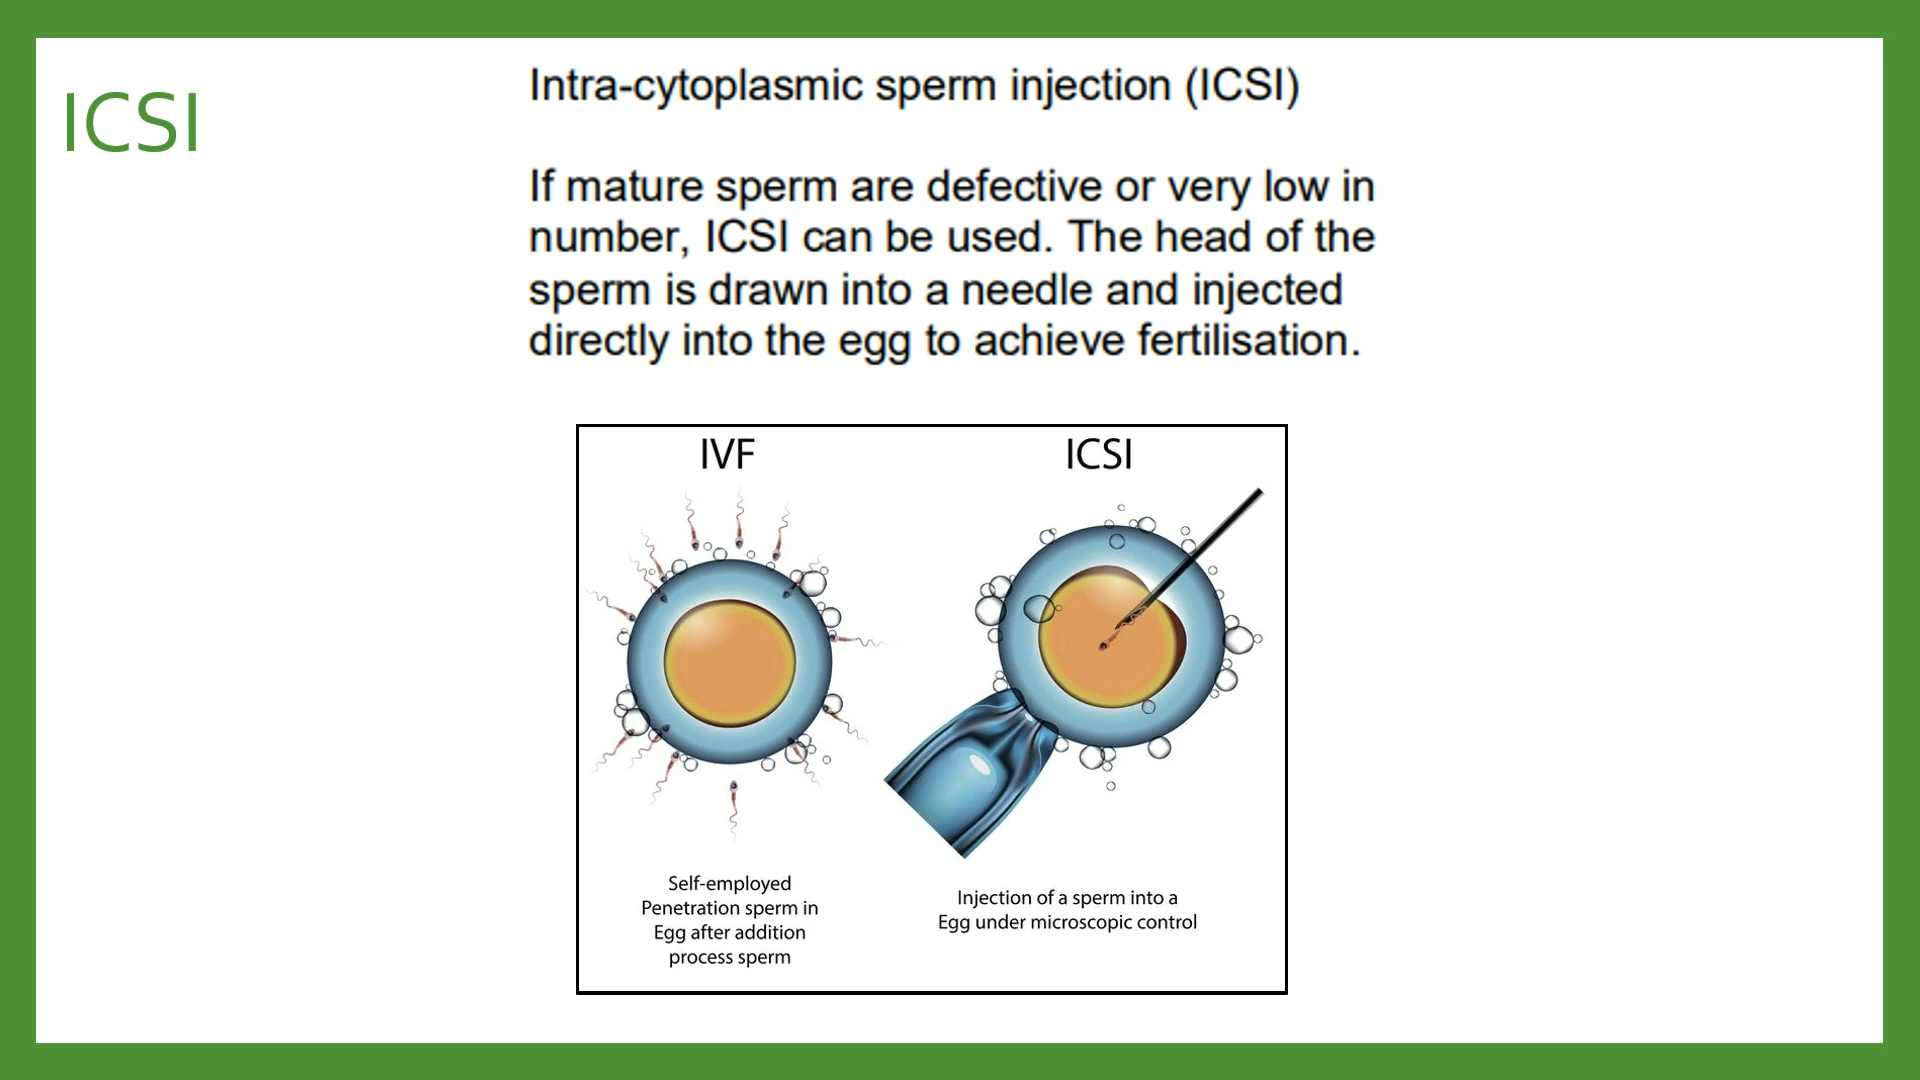 ICSI
Intra-cytoplasmic sperm injection (ICSI)
If mature sperm are defective or very low in
number, ICSI can be used. The head of the
sperm is drawn into a needle and injected
directly into the egg to achieve fertilisation.
IVF
ICSI
Self-employed
Penetration sperm in
Egg after addition
process sperm
Injection of a sperm into a
Egg under microscopic control